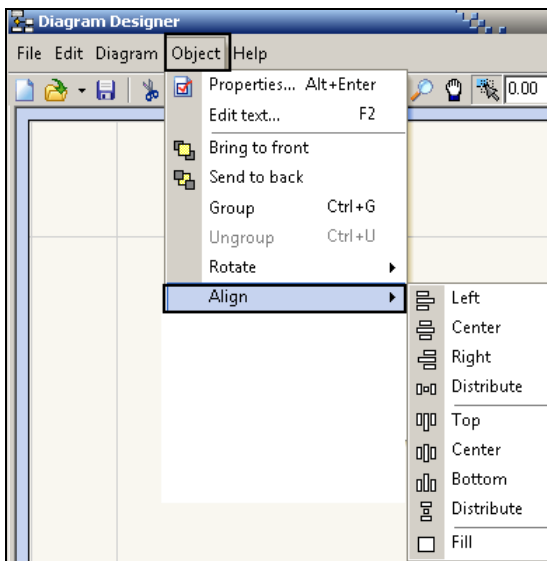 Diagram Designer
File Edit Diagram Object Help
0.00
Properties... Alt+Enter
Edit text... F2
Bring to front
Send to back
Group Ctrl+G
Ungroup Ctrl+U
Rotate
Align
Left
Center
Right
Distribute
Top
Center
Bottom
Distribute
Fill